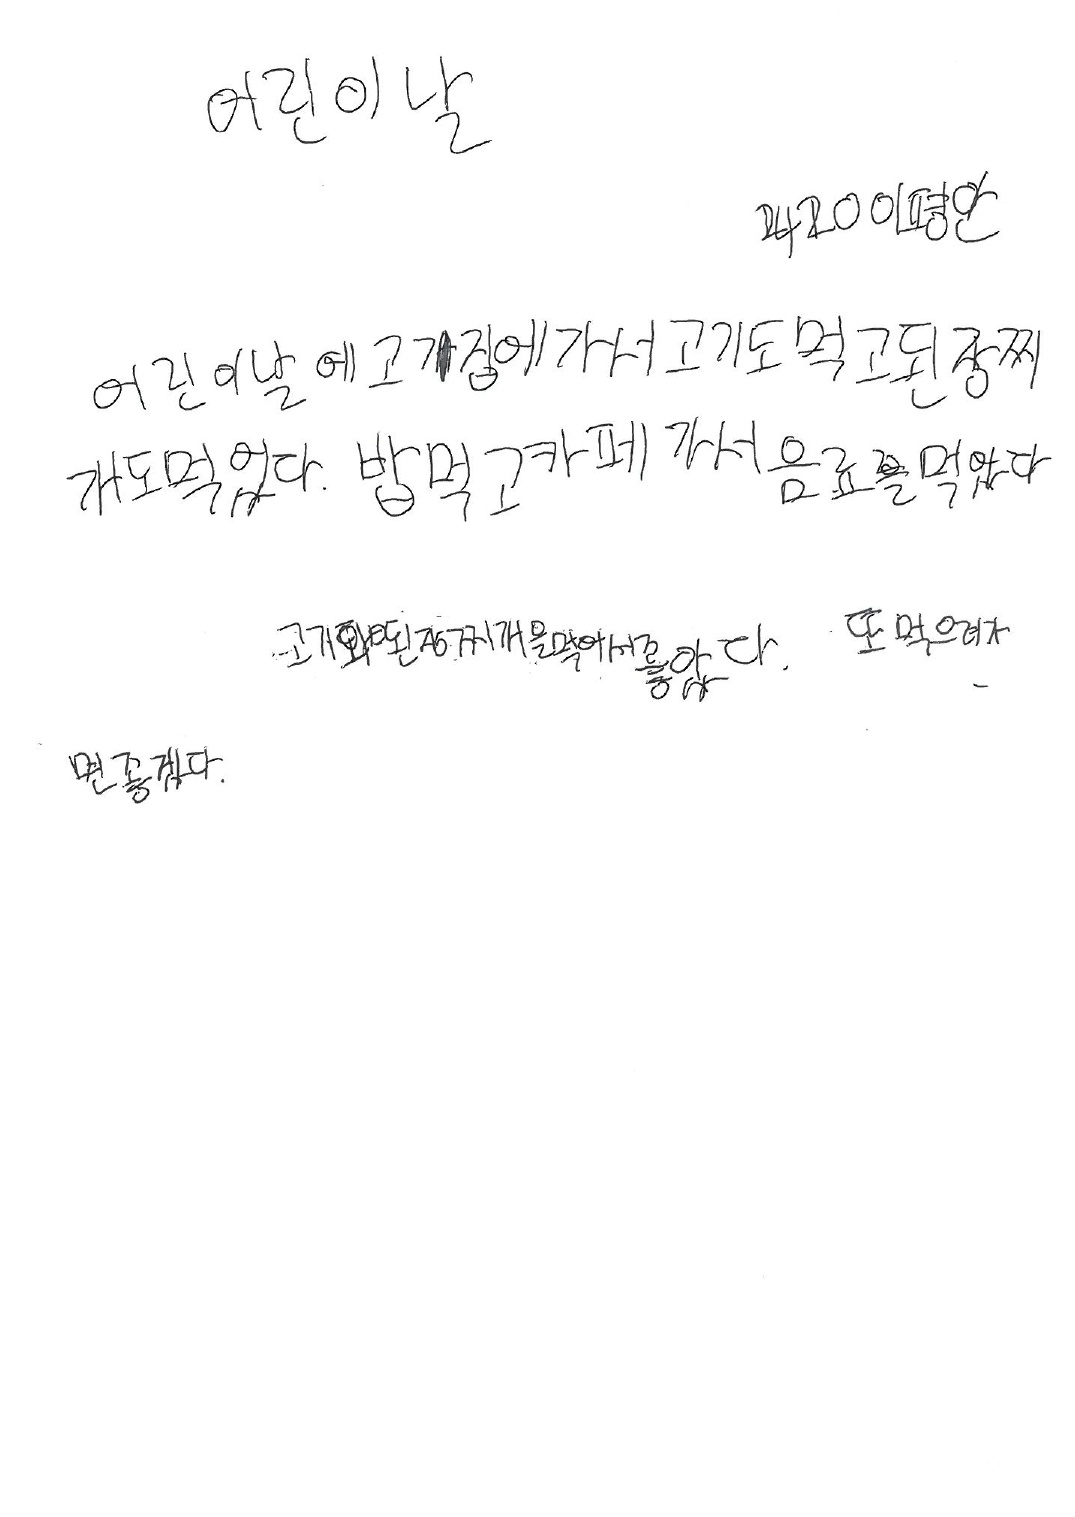 어린이날
이평안
어린이날에 고기집에 가서 고기도 먹고 된장찌
개도 먹었다. 밥 먹고 카페 가서 음료를 먹았다
고기와 된장찌개을 먹어서 좋았다. 또 먹으러가
면 좋겠다.